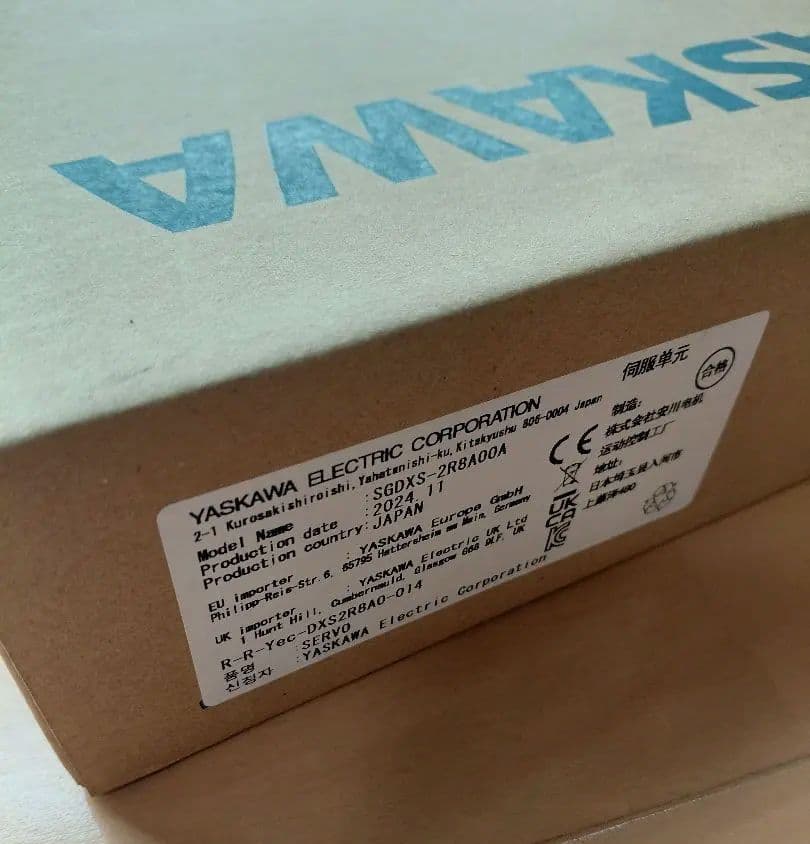 YASKAWA
YASKAWA ELECTRIC CORPORATION
2-1 Kurosakishiroishi, Yahatanishi-ku, Kitakyushu 806-0004 Japan
Model Name :SGDXS-2R8A00A
Production date :2024.11
Production country:JAPAN
EU importer : YASKAWA Europe GmbH
Philipp-Reis-Str.6, 65795 Hattersheim am Main, Germany
UK importer : YASKAWA Electric UK Ltd
1 Hunt Hill, Cumbernauld, Glasgow G68 9LF, UK
R-R-Yec-DXS2R8A0-014
품명 :SERVO
신청자 :YASKAWA Electric Corporation
CE
UK
CA
伺服单元
合格
制造:
株式会社安川电机
运动控制工厂
地址:
日本埼玉县入间市
上藤泽480